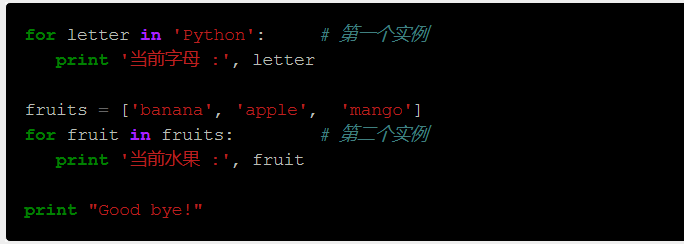 for letter in 'Python':     # 第一个实例
   print '当前字母 :', letter

fruits = ['banana', 'apple',  'mango']
for fruit in fruits:        # 第二个实例
   print '当前水果 :', fruit

print "Good bye!"